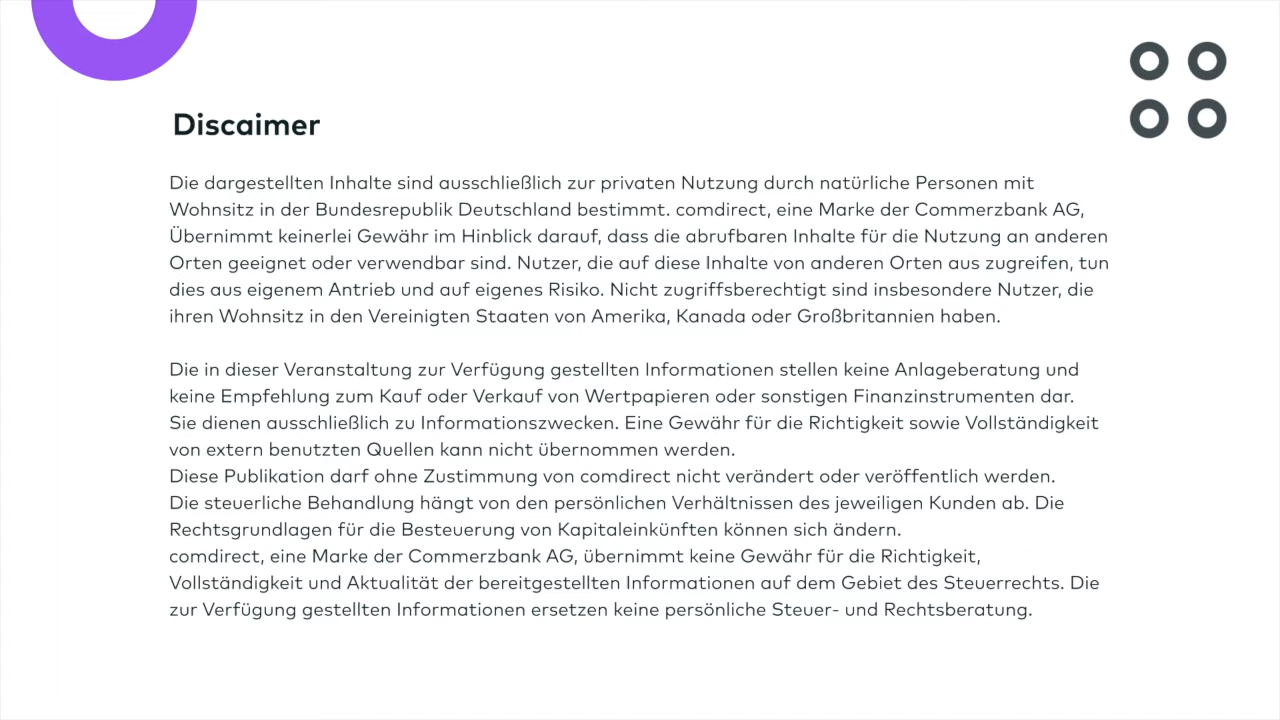 Discaimer
Die dargestellten Inhalte sind ausschließlich zur privaten Nutzung durch natürliche Personen mit
Wohnsitz in der Bundesrepublik Deutschland bestimmt. comdirect, eine Marke der Commerzbank AG,
Übernimmt keinerlei Gewähr im Hinblick darauf, dass die abrufbaren Inhalte für die Nutzung an anderen
Orten geeignet oder verwendbar sind. Nutzer, die auf diese Inhalte von anderen Orten aus zugreifen, tun
dies aus eigenem Antrieb und auf eigenes Risiko. Nicht zugriffsberechtigt sind insbesondere Nutzer, die
ihren Wohnsitz in den Vereinigten Staaten von Amerika, Kanada oder Großbritannien haben.
Die in dieser Veranstaltung zur Verfügung gestellten Informationen stellen keine Anlageberatung und
keine Empfehlung zum Kauf oder Verkauf von Wertpapieren oder sonstigen Finanzinstrumenten dar.
Sie dienen ausschließlich zu Informationszwecken. Eine Gewähr für die Richtigkeit sowie Vollständigkeit
von extern benutzten Quellen kann nicht übernommen werden.
Diese Publikation darf ohne Zustimmung von comdirect nicht verändert oder veröffentlich werden.
Die steuerliche Behandlung hängt von den persönlichen Verhältnissen des jeweiligen Kunden ab. Die
Rechtsgrundlagen für die Besteuerung von Kapitaleinkünften können sich ändern.
comdirect, eine Marke der Commerzbank AG, übernimmt keine Gewähr für die Richtigkeit,
Vollständigkeit und Aktualität der bereitgestellten Informationen auf dem Gebiet des Steuerrechts. Die
zur Verfügung gestellten Informationen ersetzen keine persönliche Steuer- und Rechtsberatung.